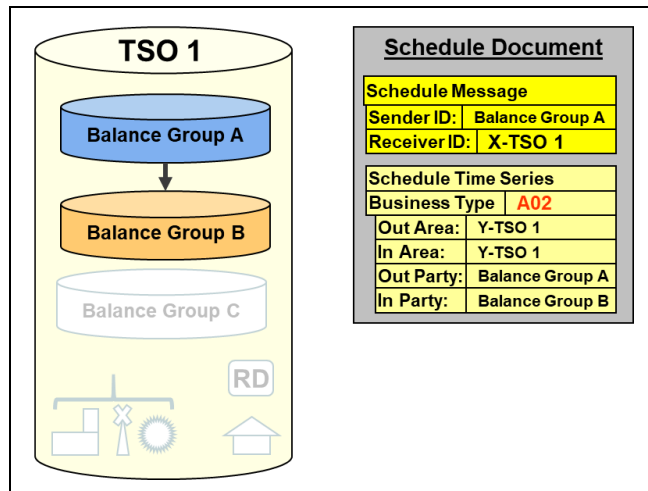 TSO 1
Balance Group A
Balance Group B
Balance Group C
RD
Schedule Document
Schedule Message
Sender ID: Balance Group A
Receiver ID: X-TSO 1
Schedule Time Series
Business Type A02
Out Area: Y-TSO 1
In Area: Y-TSO 1
Out Party: Balance Group A
In Party: Balance Group B